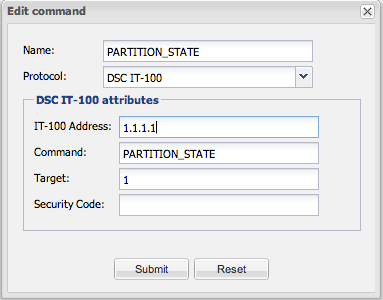 Edit command
Name: PARTITION_STATE
Protocol: DSC IT-100
DSC IT-100 attributes
IT-100 Address: 1.1.1.1
Command: PARTITION_STATE
Target: 1
Security Code:
Submit Reset